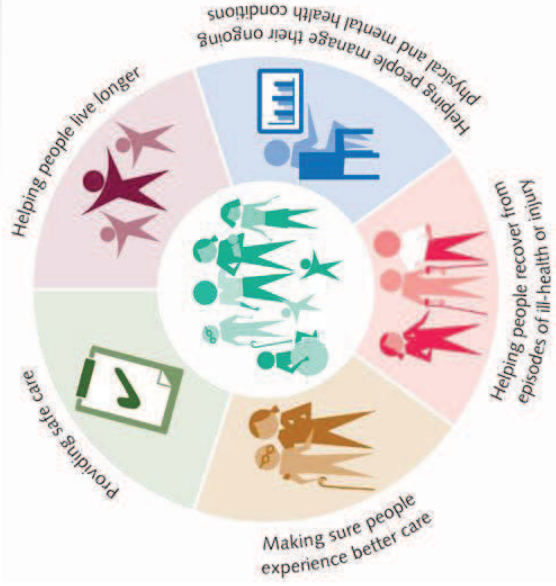 Helping people live longer
Helping people manage their ongoing
physical and mental health conditions
Helping people recover from
episodes of ill-health or injury
Making sure people
experience better care
Providing safe care